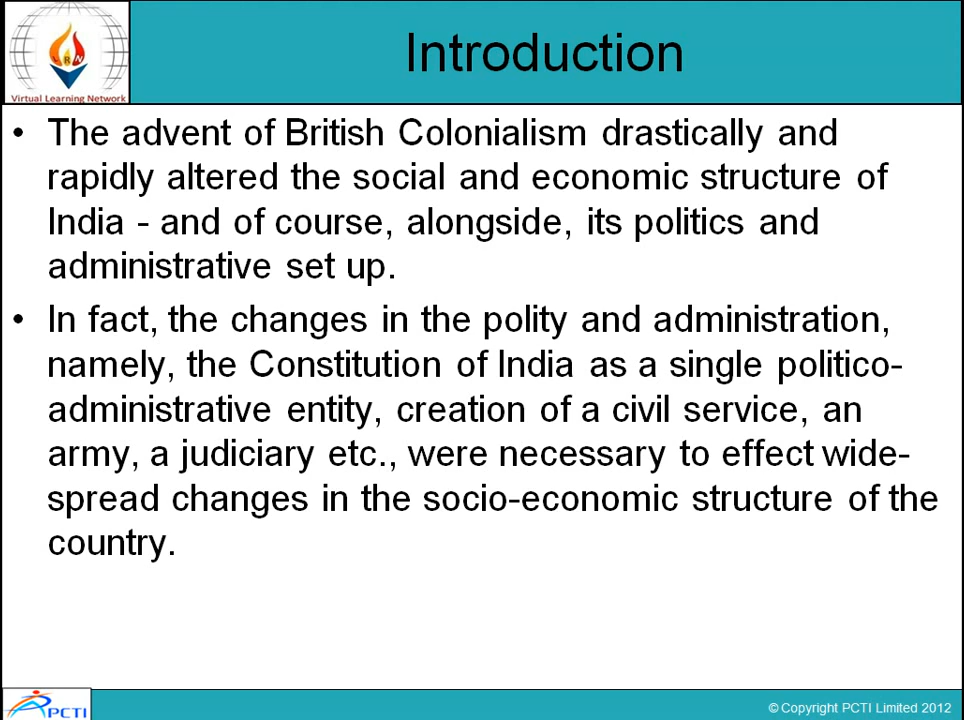 Introduction
BRN
Virtual Learning Network
• The advent of British Colonialism drastically and
rapidly altered the social and economic structure of
India - and of course, alongside, its politics and
administrative set up.
• In fact, the changes in the polity and administration,
namely, the Constitution of India as a single politico-
administrative entity, creation of a civil service, an
army, a judiciary etc., were necessary to effect wide-
spread changes in the socio-economic structure of the
country.
PCTI
© Copyright PCTI Limited 2012